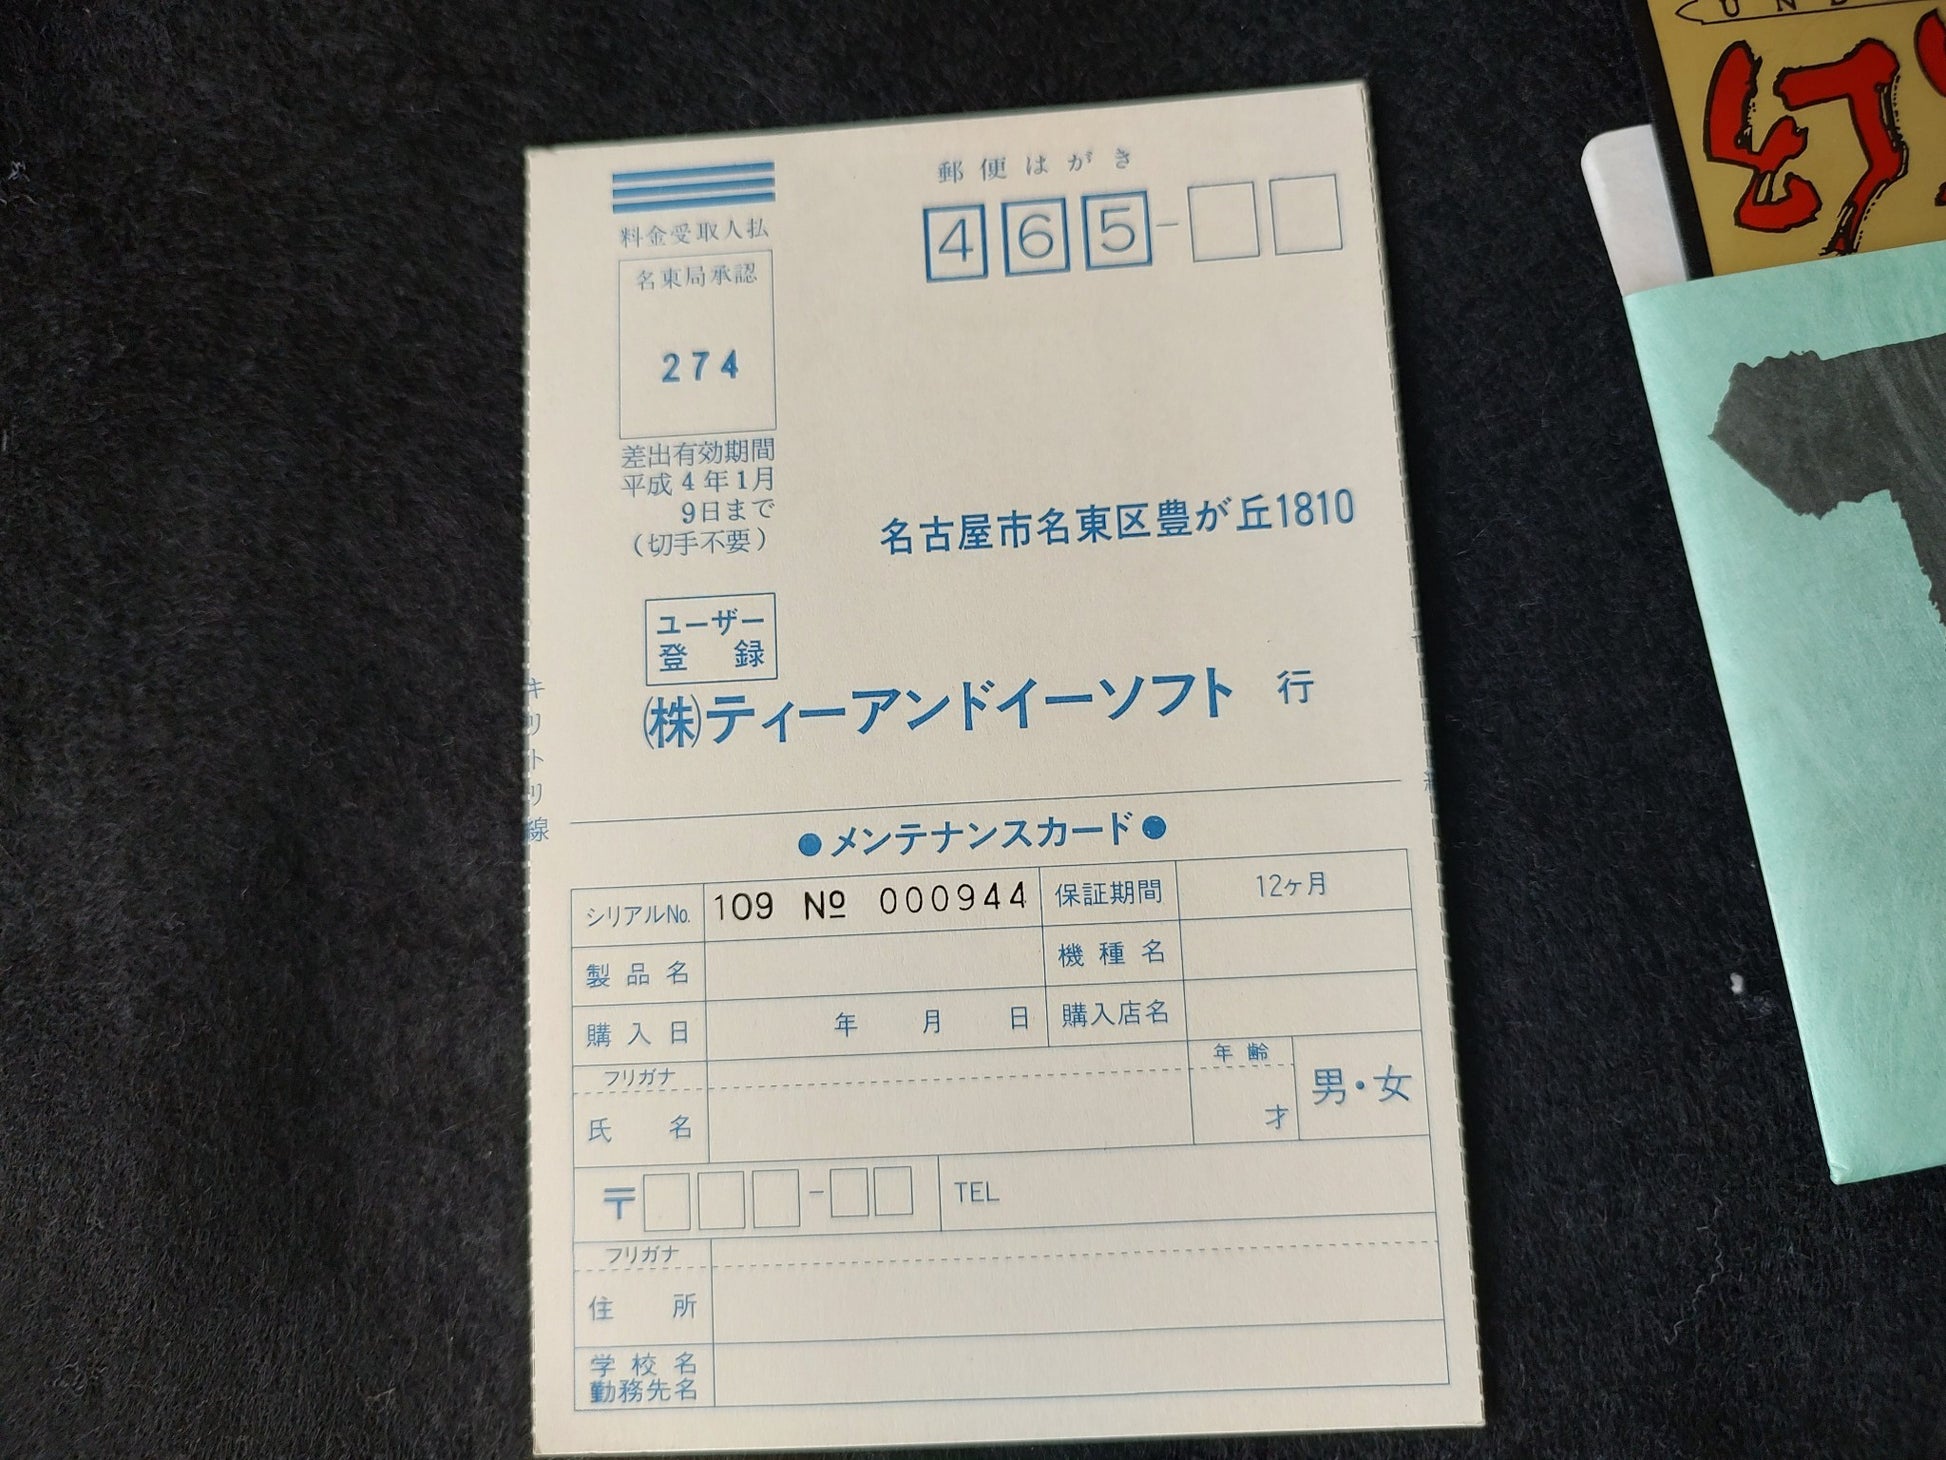 郵便はがき
465-
料金受取人払
名東局承認
274
差出有効期間
平成4年1月
9日まで
（切手不要）
名古屋市名東区豊が丘1810
ユーザー
登録
㈱ティーアンドイーソフト 行
キリトリ線
●メンテナンスカード●
シリアルNo. 109 № 000944 保証期間 12ヶ月
製品名 機種名
購入日 年 月 日 購入店名
フリガナ 年齢
氏名 才 男・女
〒 - TEL
フリガナ
住所
学校名
勤務先名